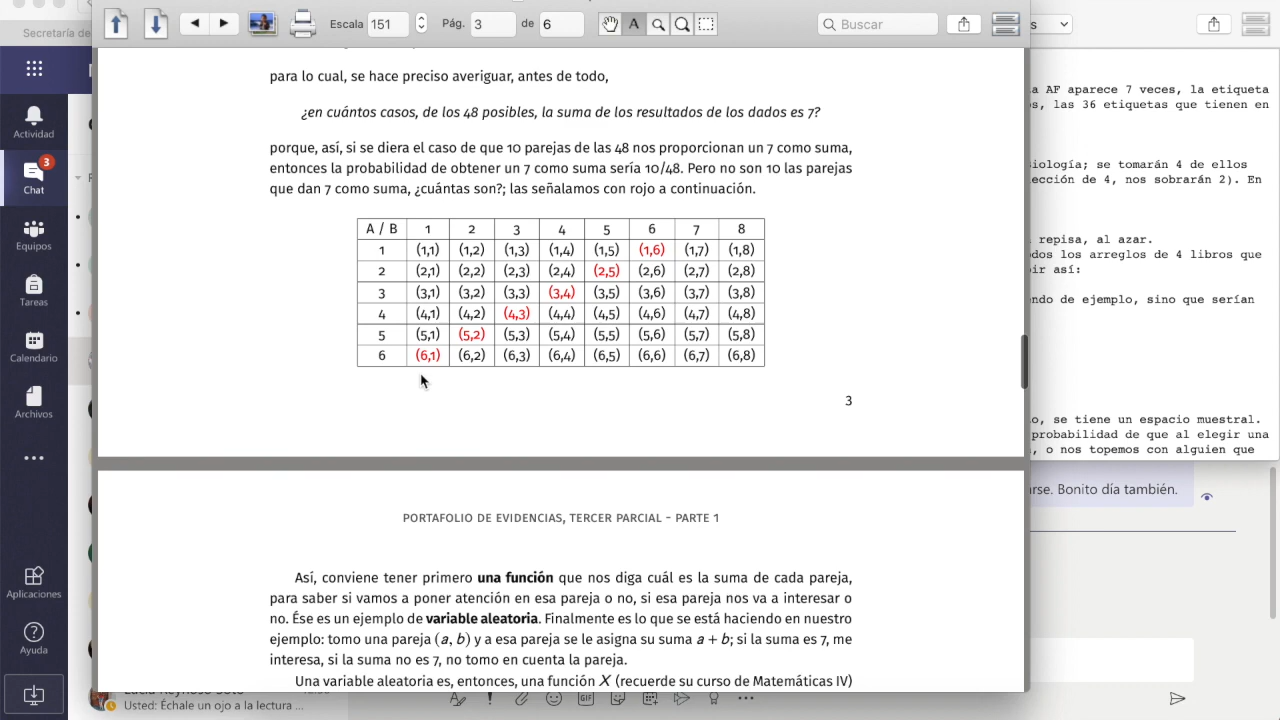 Escala 151 Pág. 3 de 6 A Buscar
Secretaría de
Actividad
3
Chat
Equipos
Tareas
Calendario
Archivos
Aplicaciones
Ayuda
para lo cual, se hace preciso averiguar, antes de todo,
¿en cuántos casos, de los 48 posibles, la suma de los resultados de los dados es 7?
porque, así, si se diera el caso de que 10 parejas de las 48 nos proporcionan un 7 como suma,
entonces la probabilidad de obtener un 7 como suma sería 10/48. Pero no son 10 las parejas
que dan 7 como suma, ¿cuántas son?; las señalamos con rojo a continuación.
A / B 1 2 3 4 5 6 7 8
1 (1,1) (1,2) (1,3) (1,4) (1,5) (1,6) (1,7) (1,8)
2 (2,1) (2,2) (2,3) (2,4) (2,5) (2,6) (2,7) (2,8)
3 (3,1) (3,2) (3,3) (3,4) (3,5) (3,6) (3,7) (3,8)
4 (4,1) (4,2) (4,3) (4,4) (4,5) (4,6) (4,7) (4,8)
5 (5,1) (5,2) (5,3) (5,4) (5,5) (5,6) (5,7) (5,8)
6 (6,1) (6,2) (6,3) (6,4) (6,5) (6,6) (6,7) (6,8)
3
PORTAFOLIO DE EVIDENCIAS, TERCER PARCIAL - PARTE 1
Así, conviene tener primero una función que nos diga cuál es la suma de cada pareja,
para saber si vamos a poner atención en esa pareja o no, si esa pareja nos va a interesar o
no. Ése es un ejemplo de variable aleatoria. Finalmente es lo que se está haciendo en nuestro
ejemplo: tomo una pareja (a, b) y a esa pareja se le asigna su suma a + b; si la suma es 7, me
interesa, si la suma no es 7, no tomo en cuenta la pareja.
Una variable aleatoria es, entonces, una función X (recuerde su curso de Matemáticas IV)
AF aparece 7 veces, la etiqueta
s, las 36 etiquetas que tienen en
iología; se tomarán 4 de ellos
ección de 4, nos sobrarán 2). En
repisa, al azar.
dos los arreglos de 4 libros que
ir así:
ndo de ejemplo, sino que serían
o, se tiene un espacio muestral.
probabilidad de que al elegir una
, o nos topemos con alguien que
rse. Bonito día también.
Usted: Échale un ojo a la lectura ...
GIF